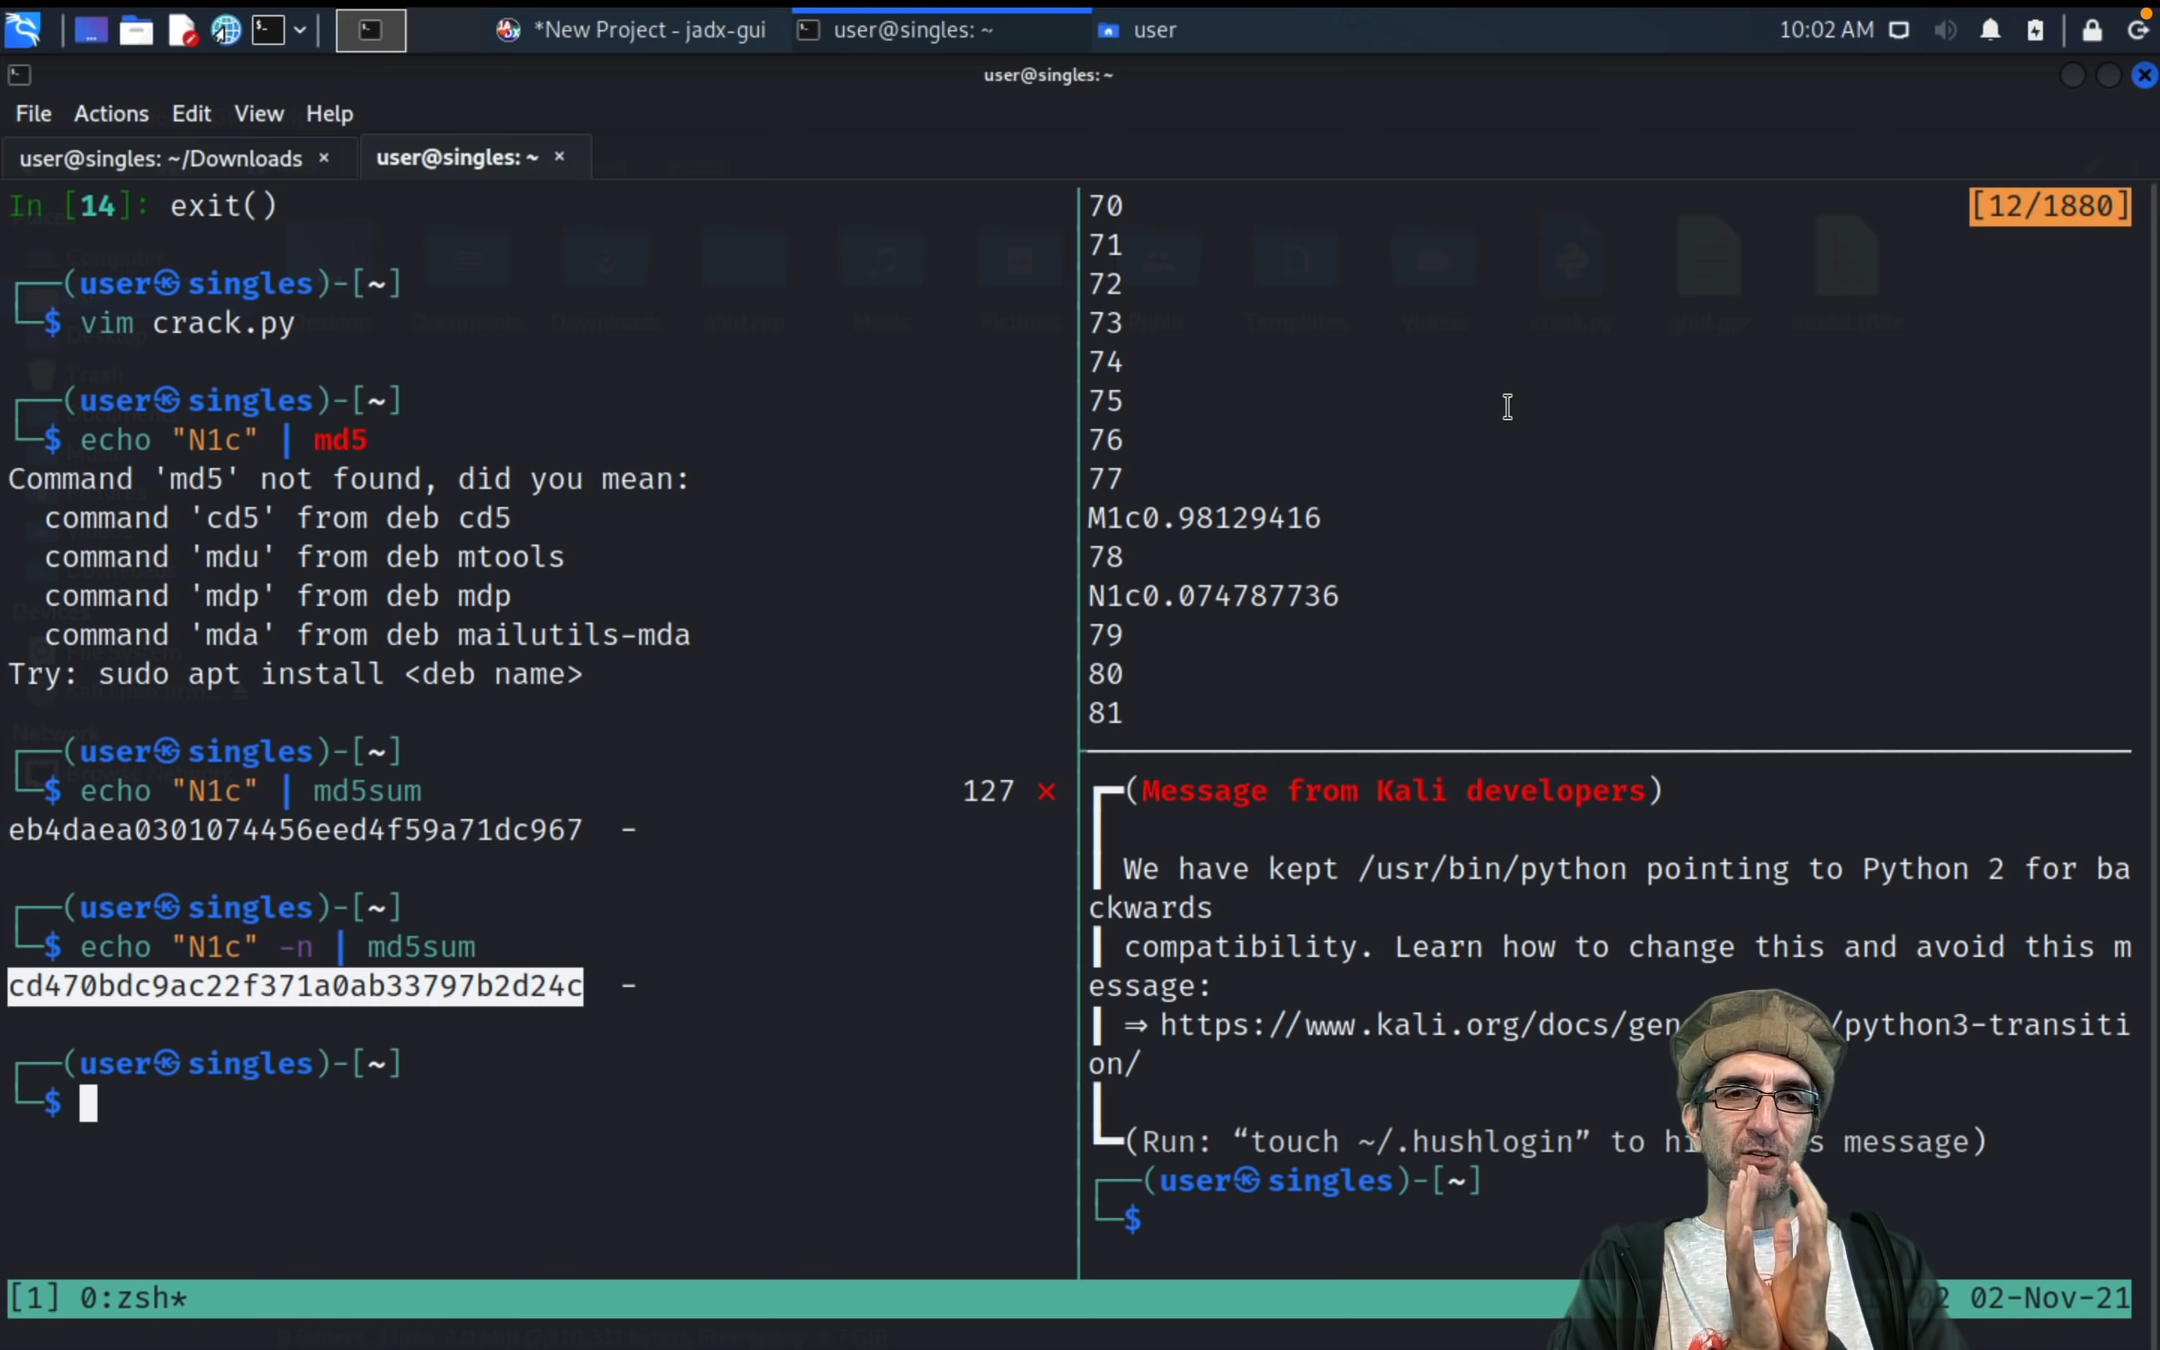 *New Project - jadx-gui
user@singles: ~
user
10:02 AM
user@singles: ~
File Actions Edit View Help
user@singles: ~/Downloads ×
user@singles: ~ ×
In [14]: exit()
(user㉿singles)-[~]
$ vim crack.py
(user㉿singles)-[~]
$ echo "N1c" | md5
Command 'md5' not found, did you mean:
command 'cd5' from deb cd5
command 'mdu' from deb mtools
command 'mdp' from deb mdp
command 'mda' from deb mailutils-mda
Try: sudo apt install <deb name>
(user㉿singles)-[~]
$ echo "N1c" | md5sum 127 ×
eb4daea0301074456eed4f59a71dc967 -
(user㉿singles)-[~]
$ echo "N1c" -n | md5sum
cd470bdc9ac22f371a0ab33797b2d24c -
(user㉿singles)-[~]
$
70 [12/1880]
71
72
73
74
75
76
77
M1c0.98129416
78
N1c0.074787736
79
80
81
(Message from Kali developers)
We have kept /usr/bin/python pointing to Python 2 for ba
ckwards
compatibility. Learn how to change this and avoid this m
essage:
⇒ https://www.kali.org/docs/gen /python3-transiti
on/
(Run: “touch ~/.hushlogin” to hi s message)
(user㉿singles)-[~]
$
[1] 0:zsh*
02-Nov-21